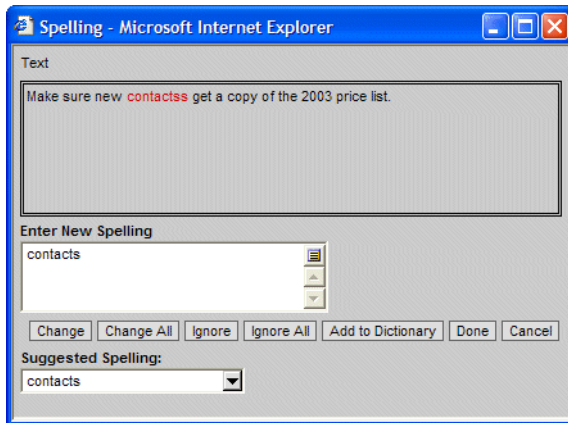 Spelling - Microsoft Internet Explorer
Text
Make sure new contactss get a copy of the 2003 price list.
Enter New Spelling
contacts
Change Change All Ignore Ignore All Add to Dictionary Done Cancel
Suggested Spelling:
contacts